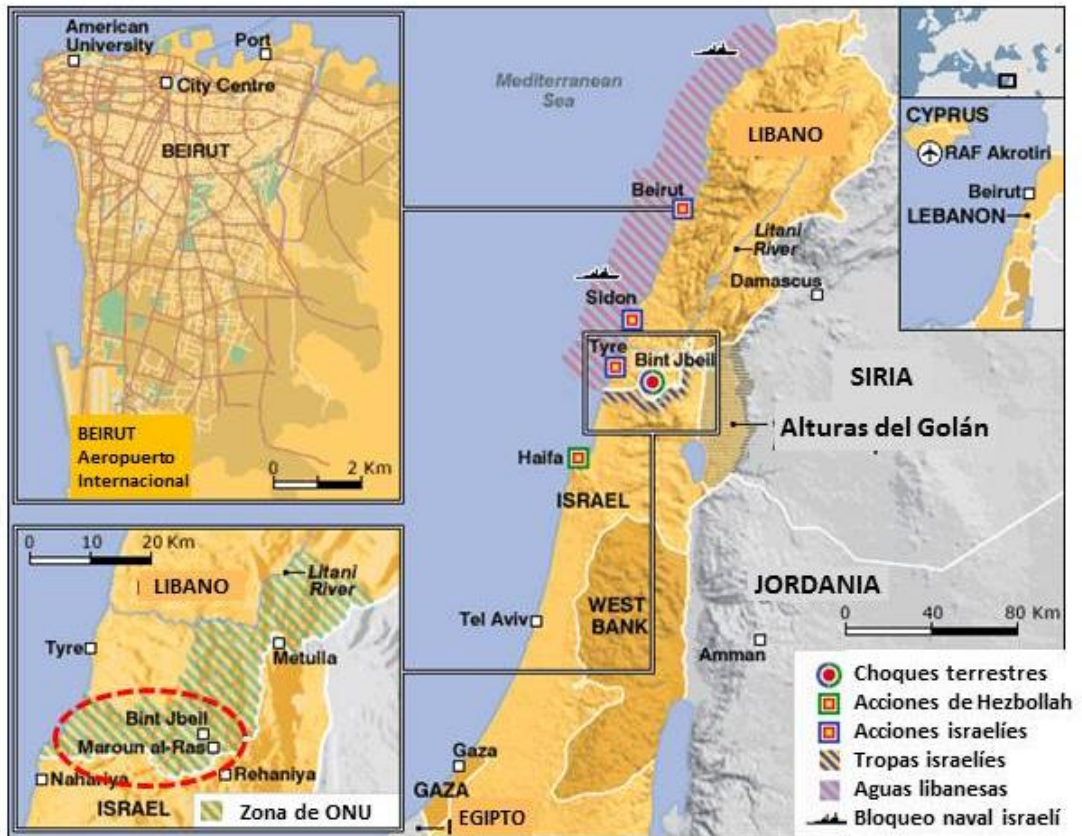 American
University
Port
City Centre
BEIRUT
BEIRUT
Aeropuerto
Internacional
0 2 Km
Mediterranean
Sea
LIBANO
Beirut
Litani
River
Damascus
Sidon
Tyre
Bint Jbeil
SIRIA
Alturas del Golán
Haifa
ISRAEL
WEST
BANK
Tel Aviv
JORDANIA
0 40 80 Km
Amman
Gaza
GAZA
EGIPTO
CYPRUS
RAF Akrotiri
Beirut
LEBANON
0 10 20 Km
LIBANO
Litani
River
Tyre
Metulla
Bint Jbeil
Maroun al-Ras
Nahariya
Rehaniya
ISRAEL
Zona de ONU
Choques terrestres
Acciones de Hezbollah
Acciones israelíes
Tropas israelíes
Aguas libanesas
Bloqueo naval israelí